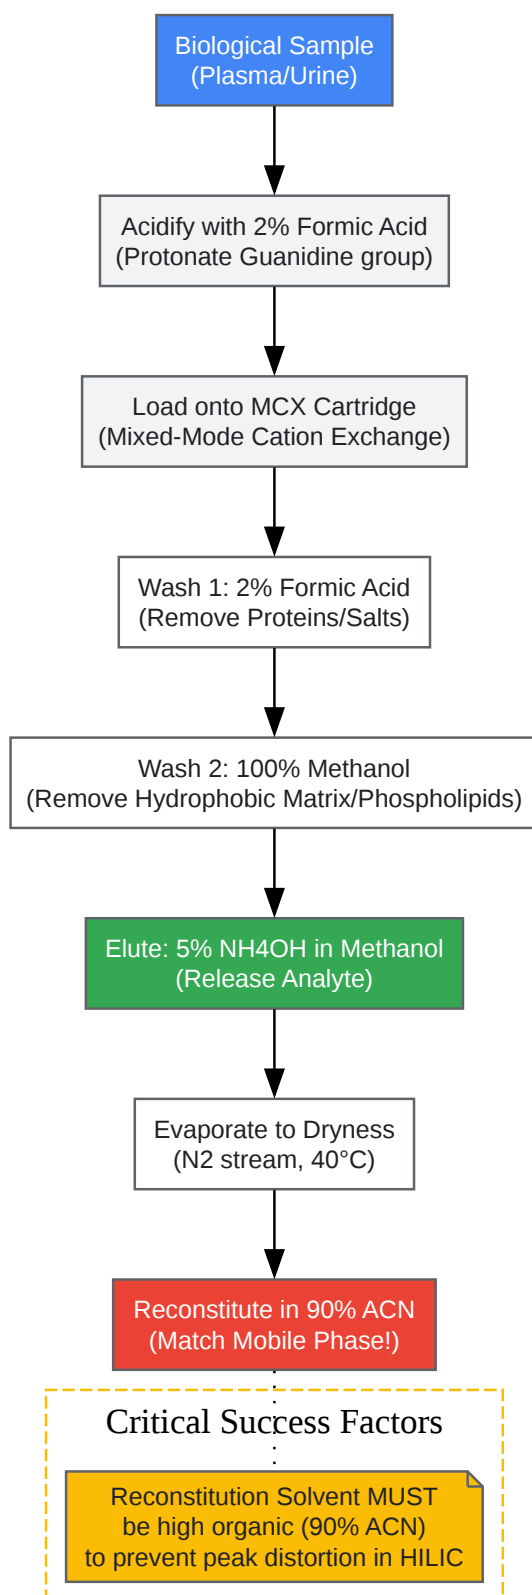 Biological Sample
(Plasma/Urine)
Acidify with 2% Formic Acid
(Protonate Guanidine group)
Load onto MCX Cartridge
(Mixed-Mode Cation Exchange)
Wash 1: 2% Formic Acid
(Remove Proteins/Salts)
Wash 2: 100% Methanol
(Remove Hydrophobic Matrix/Phospholipids)
Elute: 5% NH4OH in Methanol
(Release Analyte)
Evaporate to Dryness
(N2 stream, 40°C)
Reconstitute in 90% ACN
(Match Mobile Phase!)
Critical Success Factors
Reconstitution Solvent MUST
be high organic (90% ACN)
to prevent peak distortion in HILIC